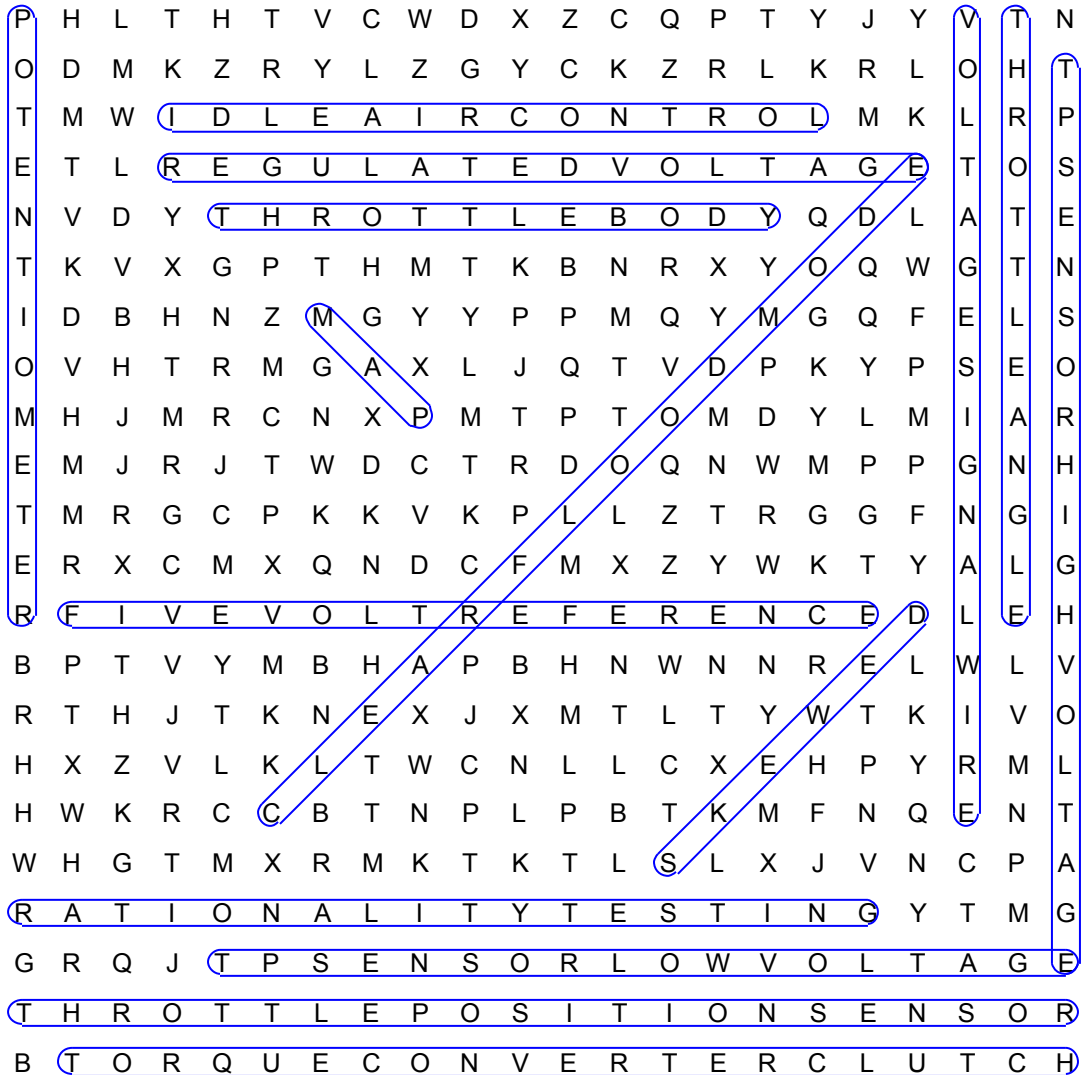 P H L T H T V C W D X Z C Q P T Y J Y V T N
O D M K Z R Y L Z G Y C K Z R L K R L O H T
T M W I D L E A I R C O N T R O L M K L R P
E T L R E G U L A T E D V O L T A G E T O S
N V D Y T H R O T T L E B O D Y Q D L A T E
T K V X G P T H M T K B N R X Y O Q W G T N
I D B H N Z M G Y Y P P M Q Y M G Q F E L S
O V H T R M G A X L J Q T V D P K Y P S E O
M H J M R C N X P M T P T O M D Y L M I A R
E M J R J T W D C T R D O Q N W M P P G N H
T M R G C P K K V K P L L Z T R G G F N G I
E R X C M X Q N D C F M X Z Y W K T Y A L G
R F I V E V O L T R E F E R E N C E D L E H
B P T V Y M B H A P B H N W N N R E L W L V
R T H J T K N E X J X M T L T Y W T K I V O
H X Z V L K L T W C N L L C X E H P Y R M L
H W K R C C B T N P L P B T K M F N Q E N T
W H G T M X R M K T K T L S L X J V N C P A
R A T I O N A L I T Y T E S T I N G Y T M G
G R Q J T P S E N S O R L O W V O L T A G E
T H R O T T L E P O S I T I O N S E N S O R
B T O R Q U E C O N V E R T E R C L U T C H